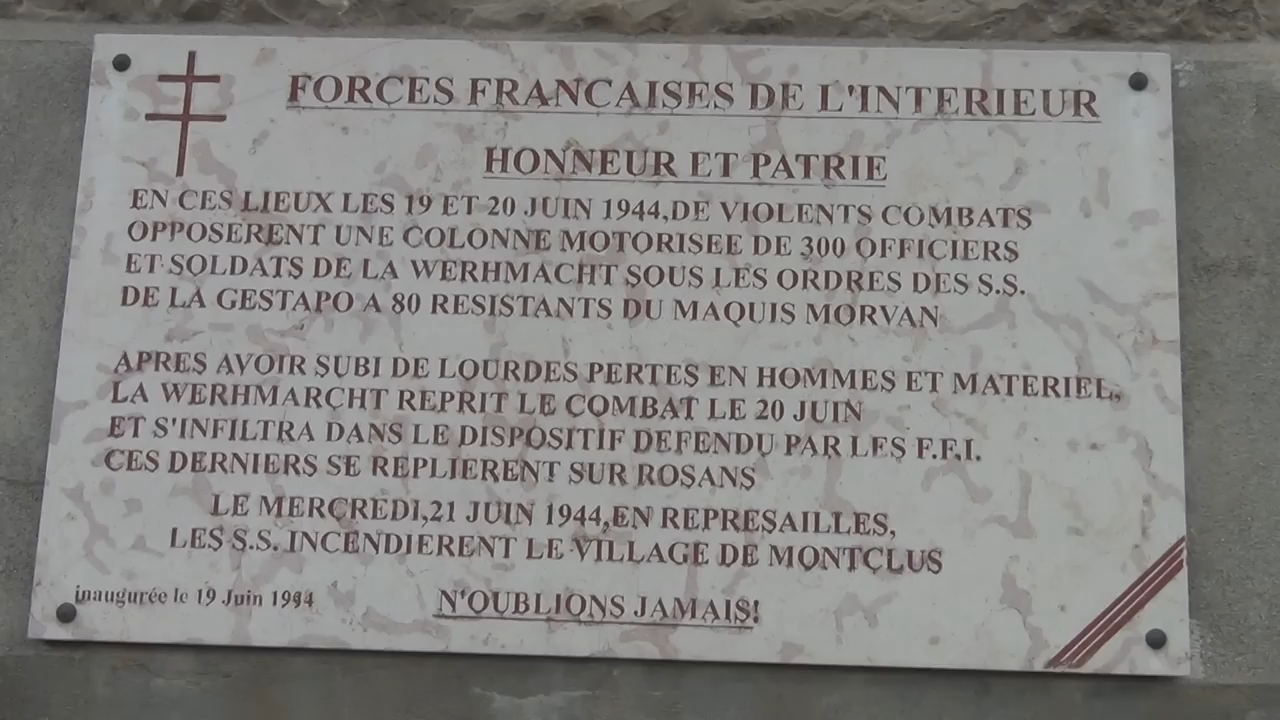 FORCES FRANCAISES DE L'INTERIEUR
HONNEUR ET PATRIE
EN CES LIEUX LES 19 ET 20 JUIN 1944,DE VIOLENTS COMBATS
OPPOSERENT UNE COLONNE MOTORISEE DE 300 OFFICIERS
ET SOLDATS DE LA WERHMACHT SOUS LES ORDRES DES S.S.
DE LA GESTAPO A 80 RESISTANTS DU MAQUIS MORVAN
APRES AVOIR SUBI DE LOURDES PERTES EN HOMMES ET MATERIEL,
LA WERHMARCHT REPRIT LE COMBAT LE 20 JUIN
ET S'INFILTRA DANS LE DISPOSITIF DEFENDU PAR LES F.F.I.
CES DERNIERS SE REPLIERENT SUR ROSANS
LE MERCREDI,21 JUIN 1944,EN REPRESAILLES,
LES S.S. INCENDIERENT LE VILLAGE DE MONTCLUS
inaugurée le 19 Juin 1994
N'OUBLIONS JAMAIS!